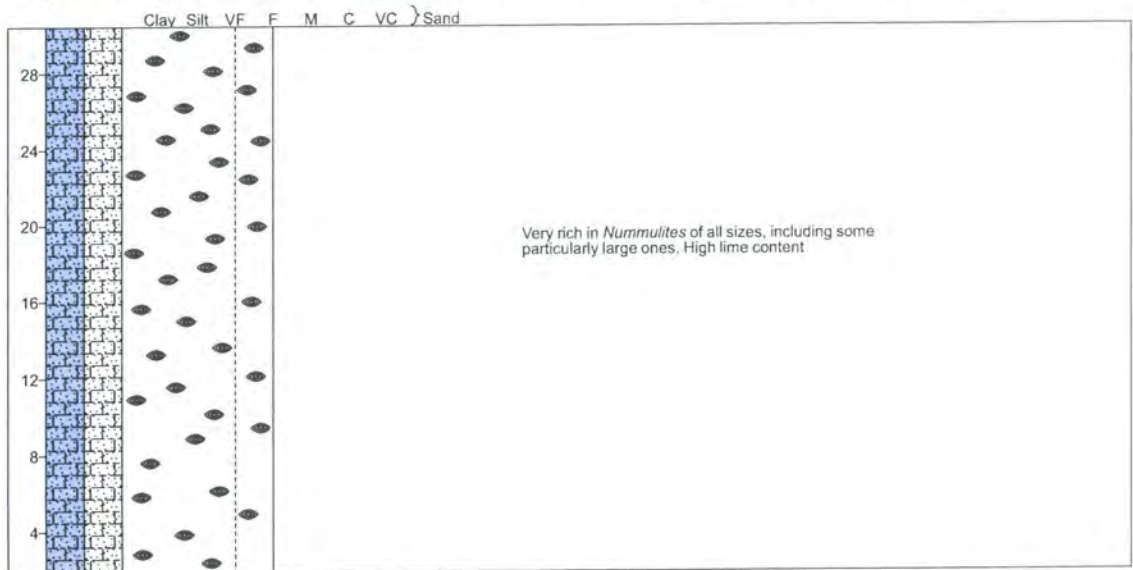 Clay Silt VF F M C VC }Sand
28
24
20
Very rich in Nummulites of all sizes, including some
particularly large ones. High lime content
16
12
8
4